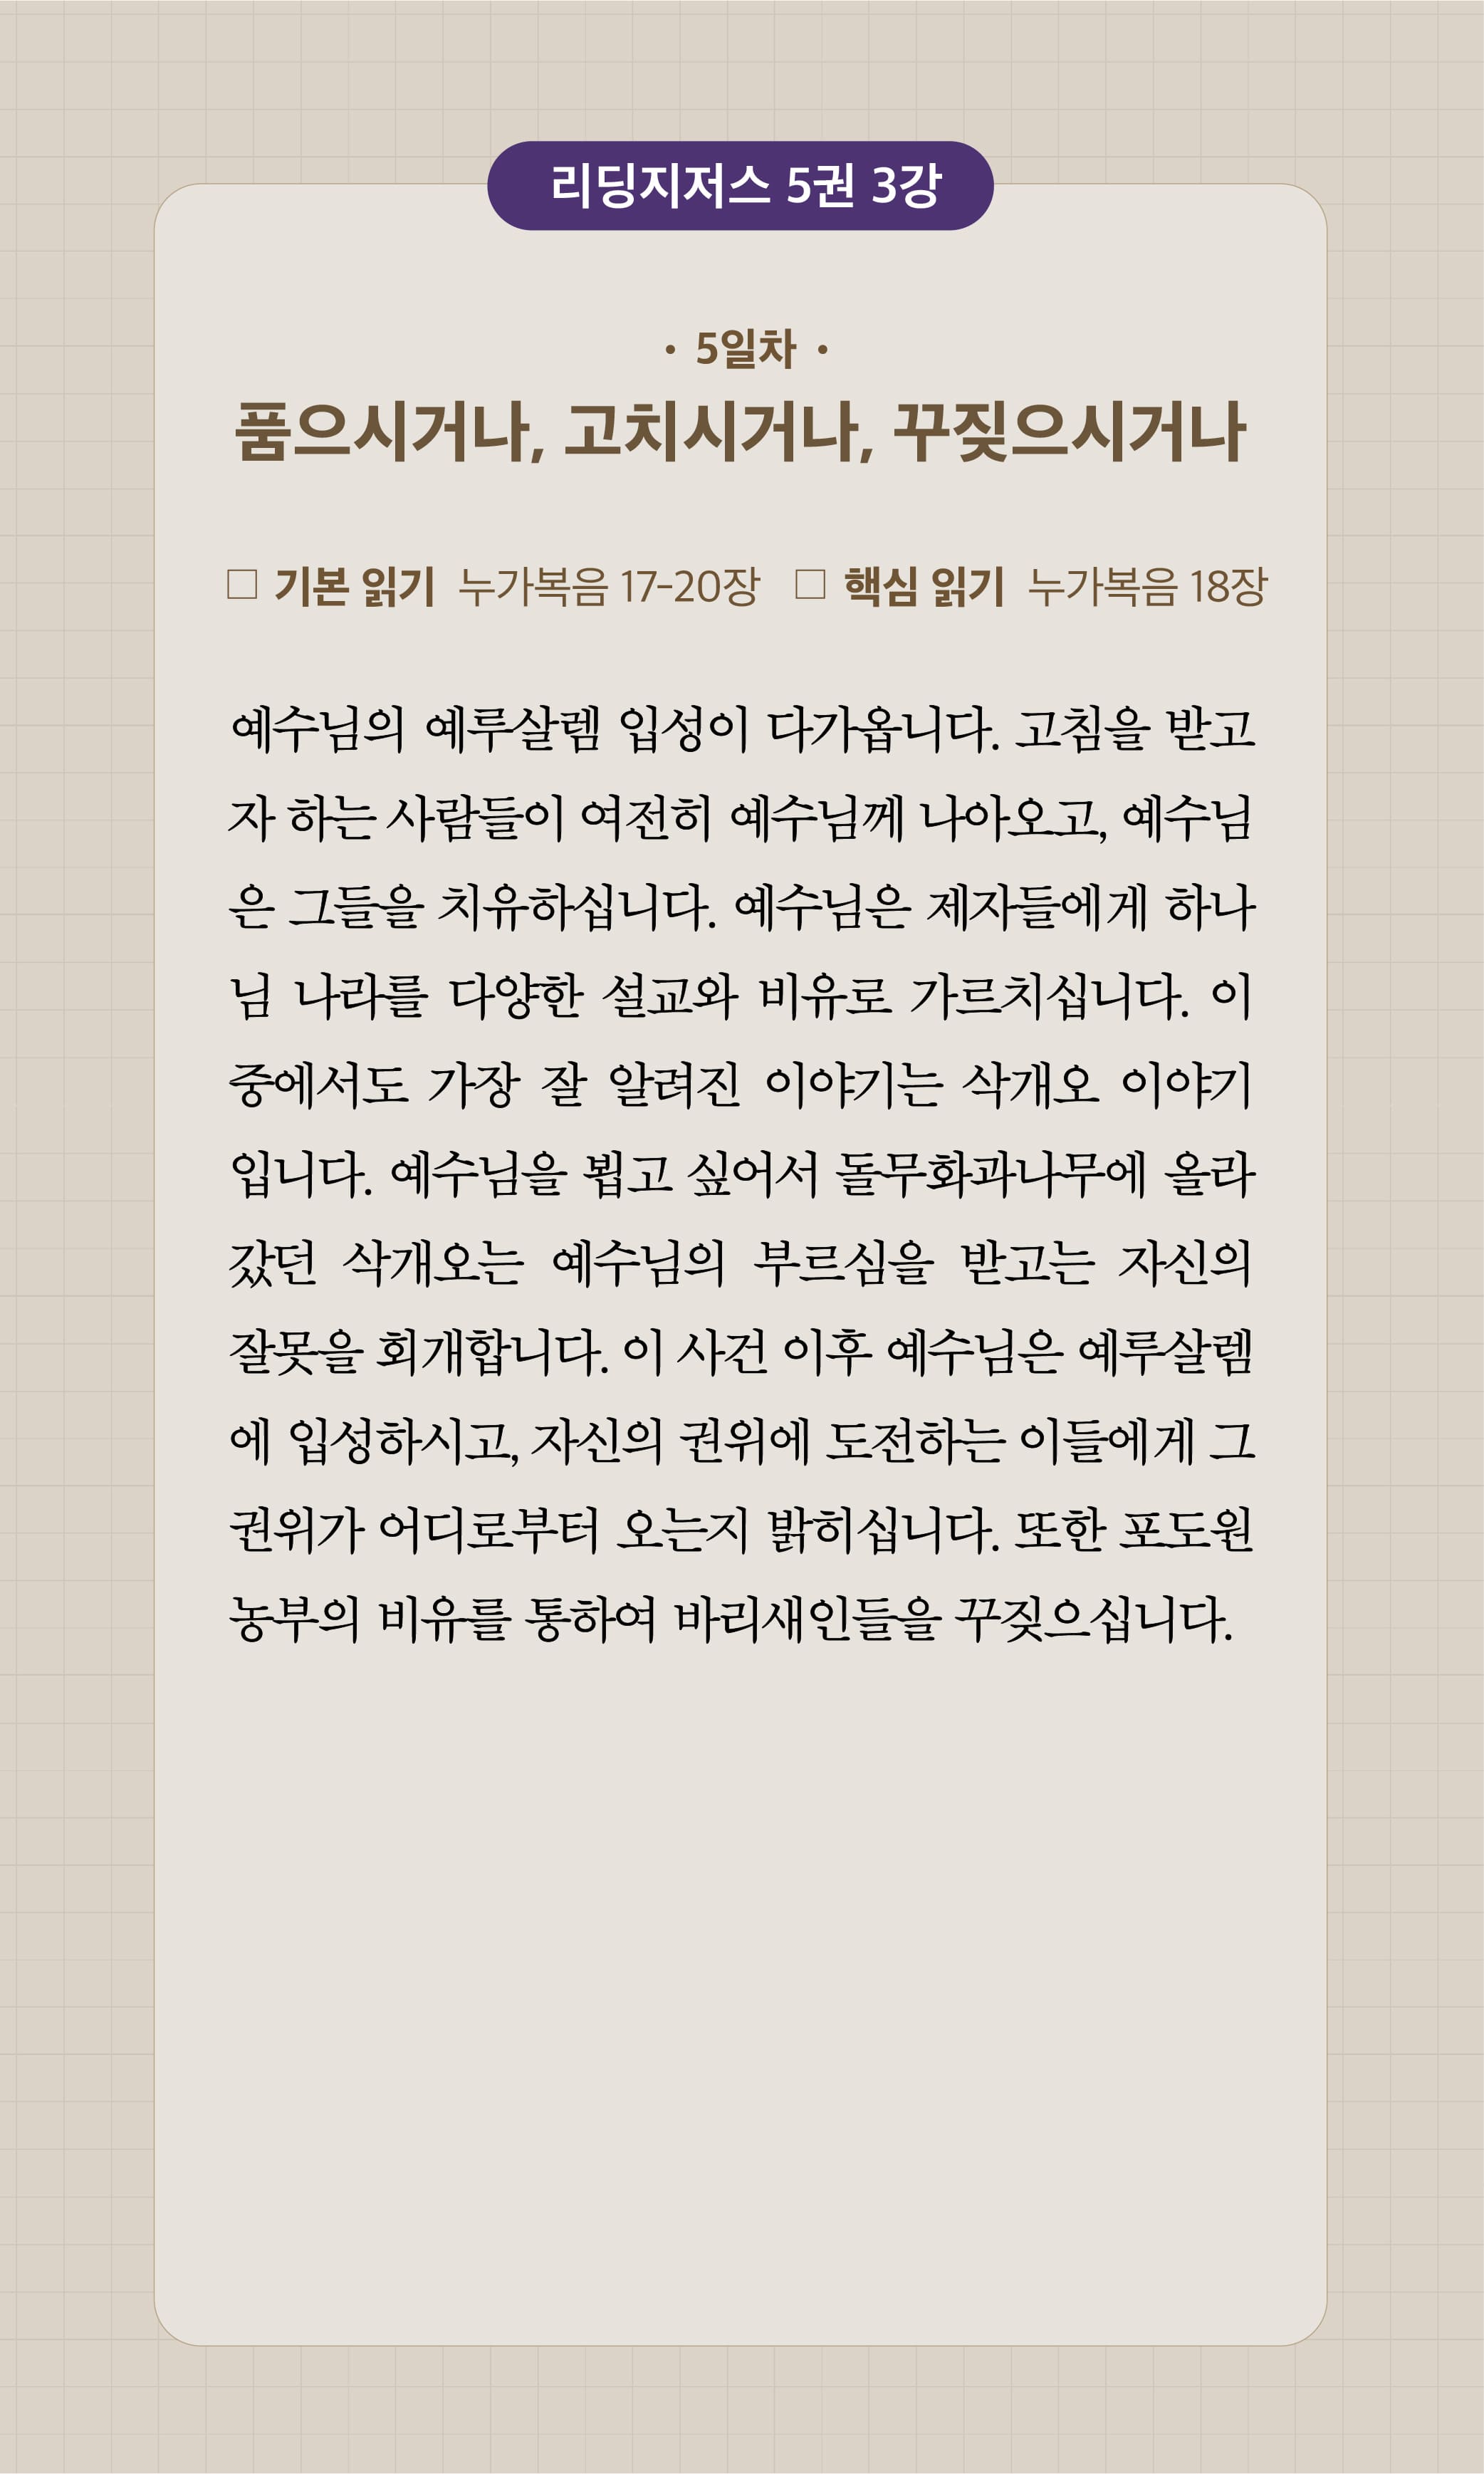 리딩지저스 5권 3강
· 5일차 ·
품으시거나, 고치시거나, 꾸짖으시거나
□ 기본 읽기 누가복음 17-20장 □ 핵심 읽기 누가복음 18장
예수님의 예루살렘 입성이 다가옵니다. 고침을 받고
자 하는 사람들이 여전히 예수님께 나아오고, 예수님
은 그들을 치유하십니다. 예수님은 제자들에게 하나
님 나라를 다양한 설교와 비유로 가르치십니다. 이
중에서도 가장 잘 알려진 이야기는 삭개오 이야기
입니다. 예수님을 뵙고 싶어서 돌무화과나무에 올라
갔던 삭개오는 예수님의 부르심을 받고는 자신의
잘못을 회개합니다. 이 사건 이후 예수님은 예루살렘
에 입성하시고, 자신의 권위에 도전하는 이들에게 그
권위가 어디로부터 오는지 밝히십니다. 또한 포도원
농부의 비유를 통하여 바리새인들을 꾸짖으십니다.